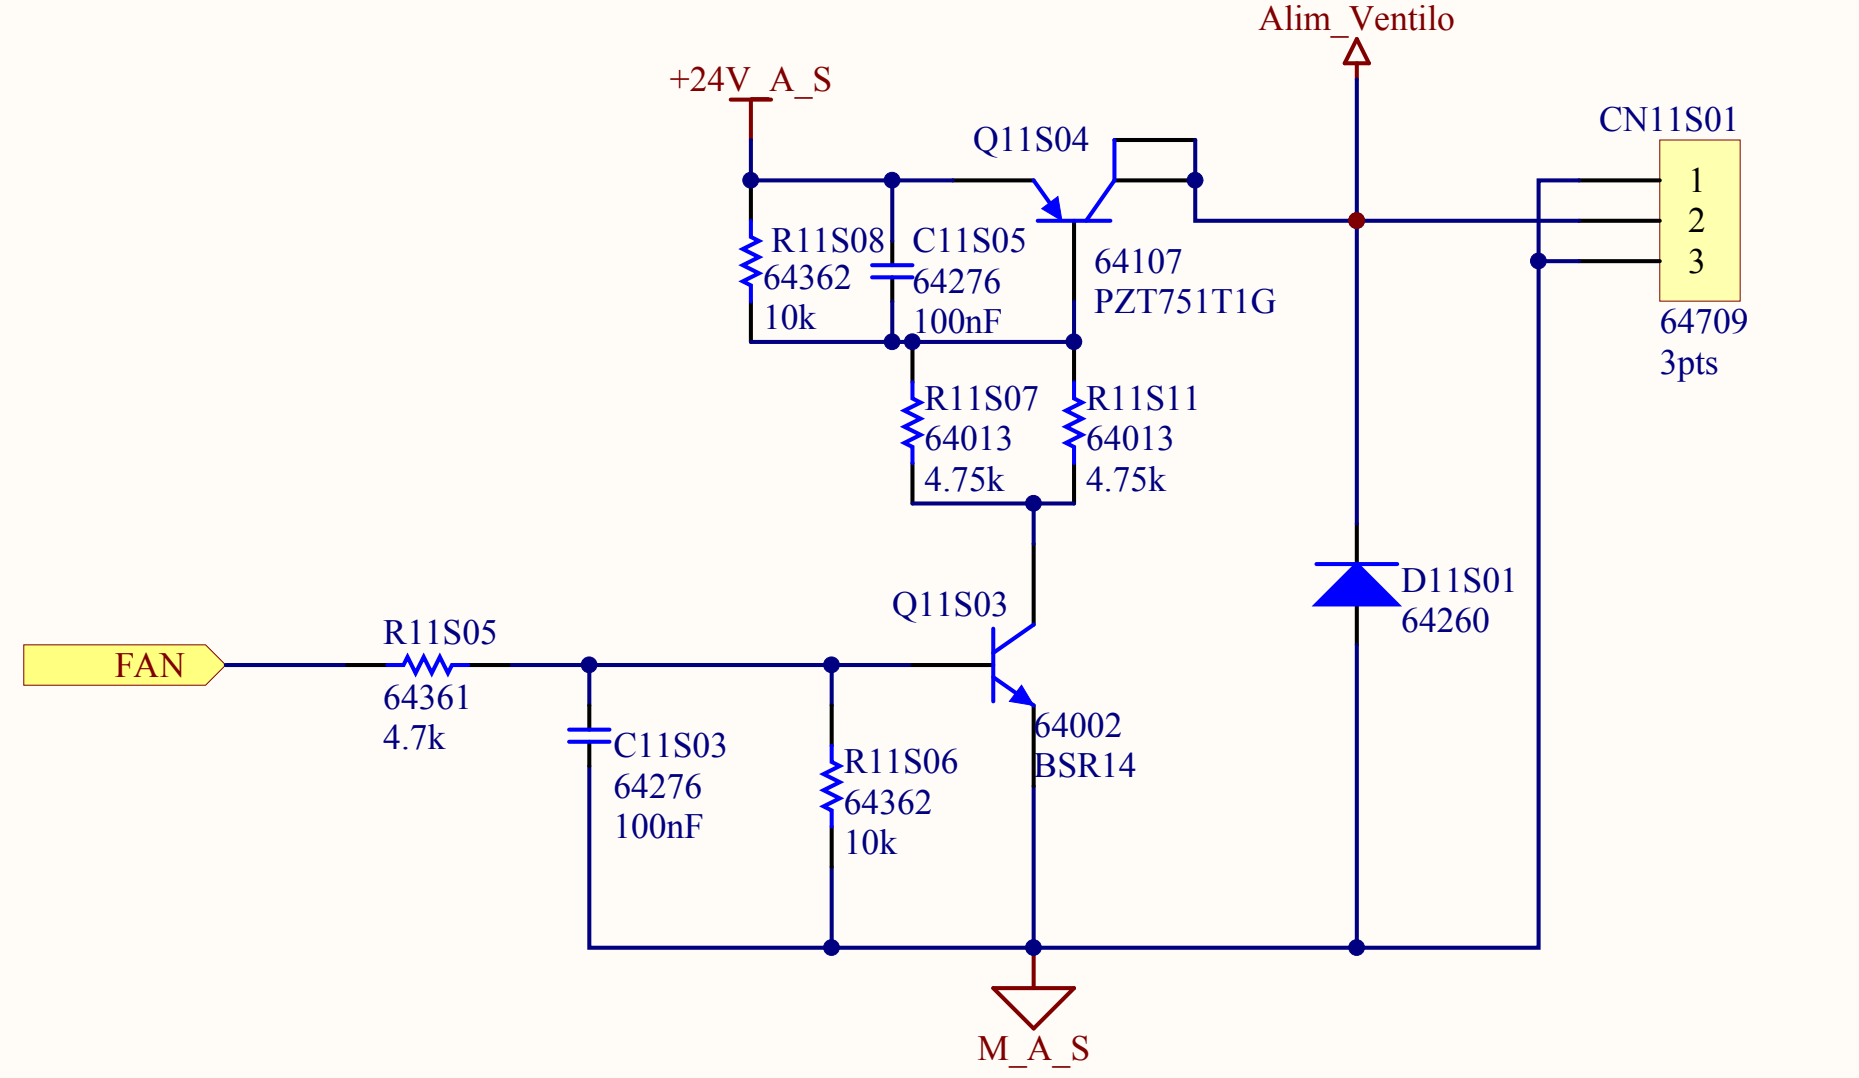 Alim_Ventilo
+24V_A_S
CN11S01
Q11S04
1
2
3
R11S08
64362
10k
C11S05
64276
100nF
64107
PZT751T1G
64709
3pts
R11S07
64013
4.75k
R11S11
64013
4.75k
D11S01
64260
Q11S03
R11S05
FAN
64361
4.7k
C11S03
64276
100nF
R11S06
64362
10k
64002
BSR14
M_A_S